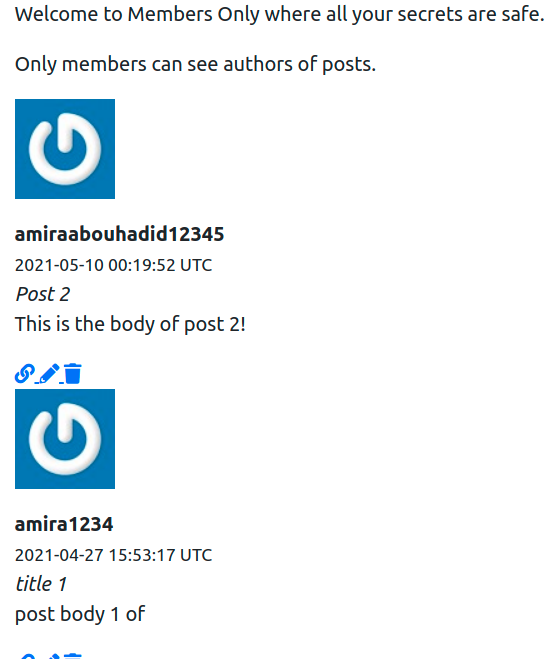 Welcome to Members Only where all your secrets are safe.
Only members can see authors of posts.
amiraabouhadid12345
2021-05-10 00:19:52 UTC
Post 2
This is the body of post 2!
amira1234
2021-04-27 15:53:17 UTC
title 1
post body 1 of